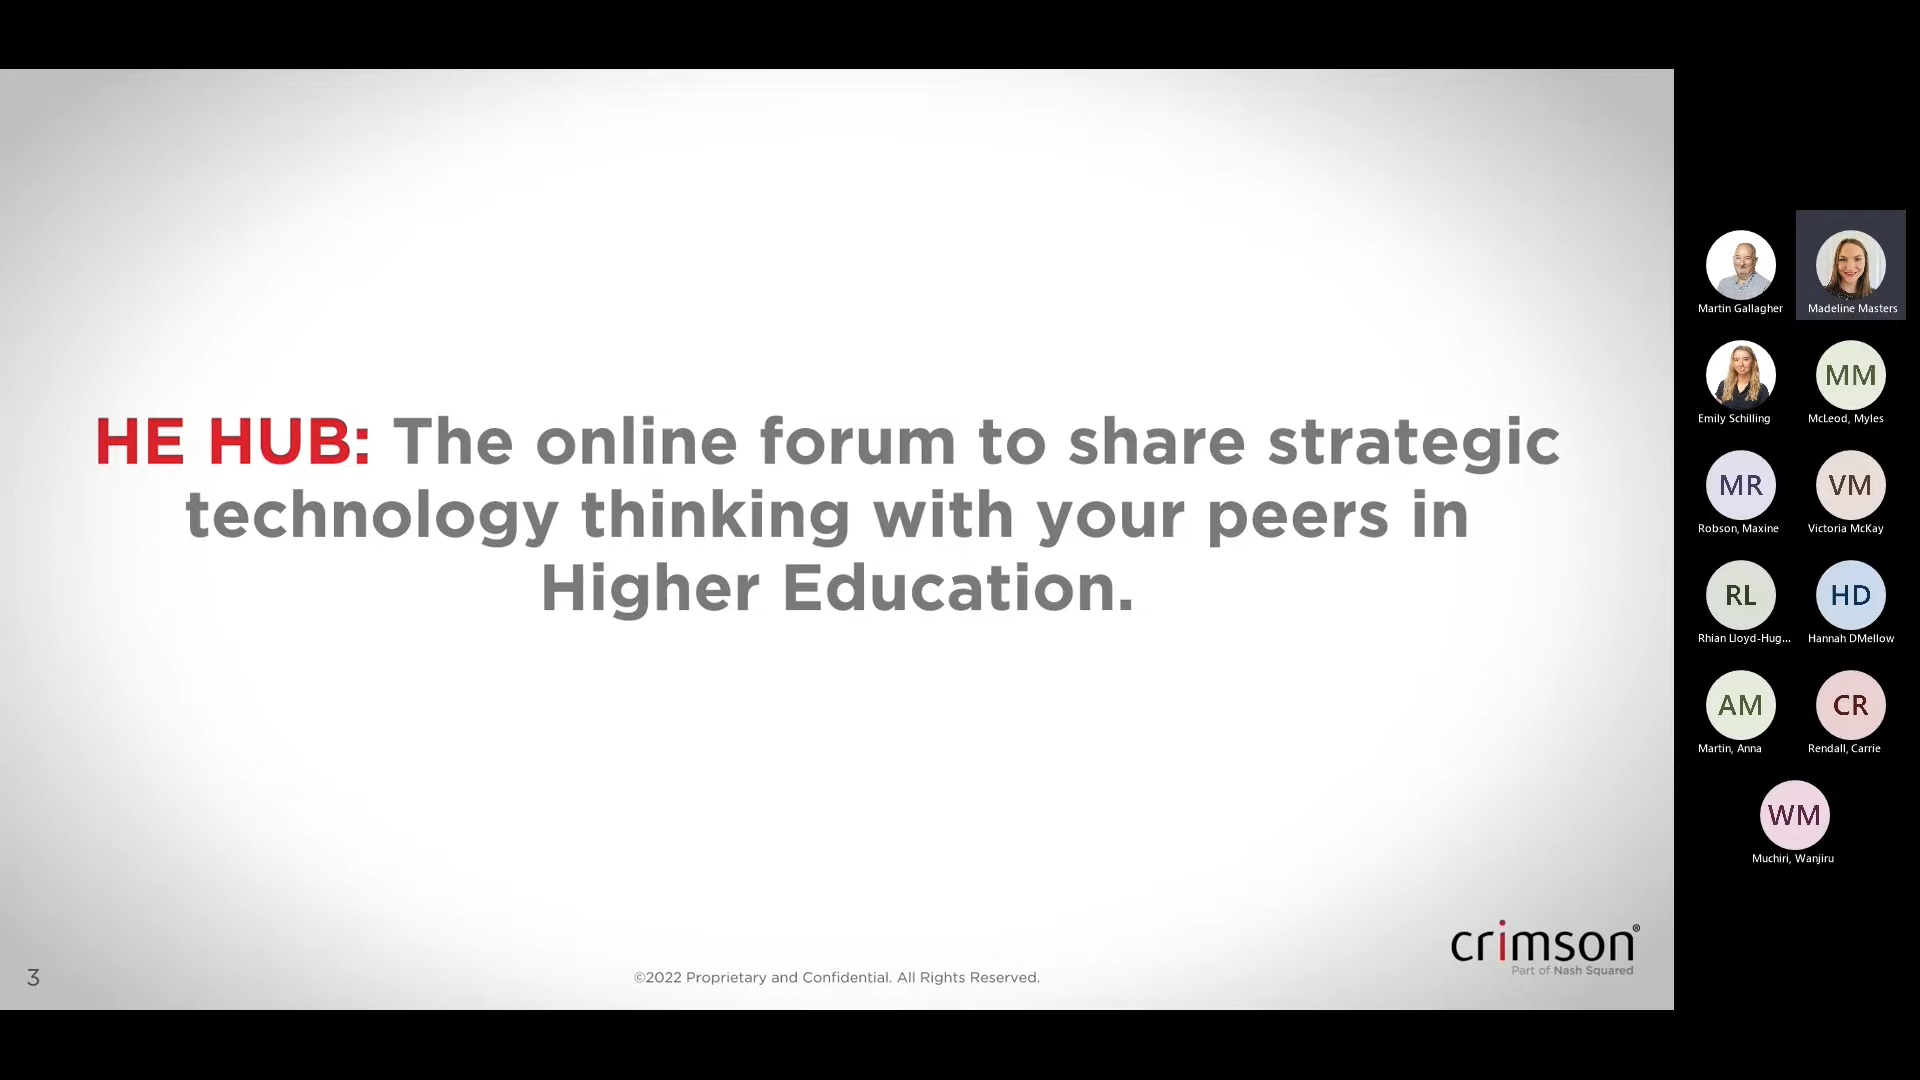 HE HUB: The online forum to share strategic
technology thinking with your peers in
Higher Education.
crimson®
Part of Nash Squared
3
©2022 Proprietary and Confidential. All Rights Reserved.
Martin Gallagher
Madeline Masters
Emily Schilling
MM
McLeod, Myles
MR
Robson, Maxine
VM
Victoria McKay
RL
Rhian Lloyd-Hug...
HD
Hannah DMellow
AM
Martin, Anna
CR
Rendall, Carrie
WM
Muchiri, Wanjiru